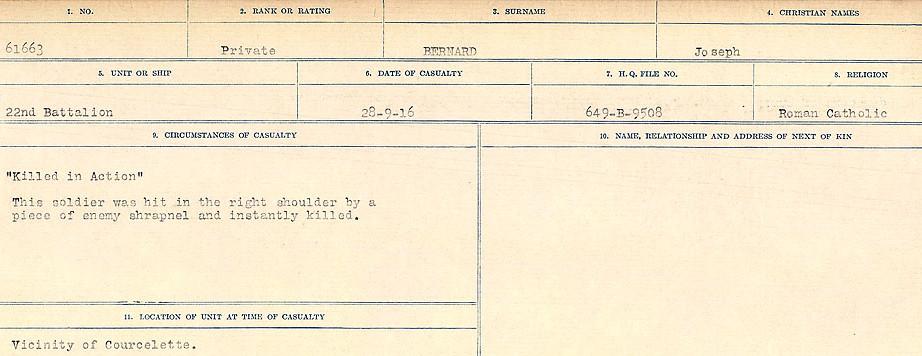 1. NO. 2. RANK OR RATING 3. SURNAME 4. CHRISTIAN NAMES
61663 Private BERNARD Joseph
5. UNIT OR SHIP 6. DATE OF CASUALTY 7. H.Q. FILE NO. 8. RELIGION
22nd Battalion 28-9-16 649-B-9508 Roman Catholic
9. CIRCUMSTANCES OF CASUALTY 10. NAME, RELATIONSHIP AND ADDRESS OF NEXT OF KIN
"Killed in Action"
This soldier was hit in the right shoulder by a
piece of enemy shrapnel and instantly killed.
11. LOCATION OF UNIT AT TIME OF CASUALTY
Vicinity of Courcelette.